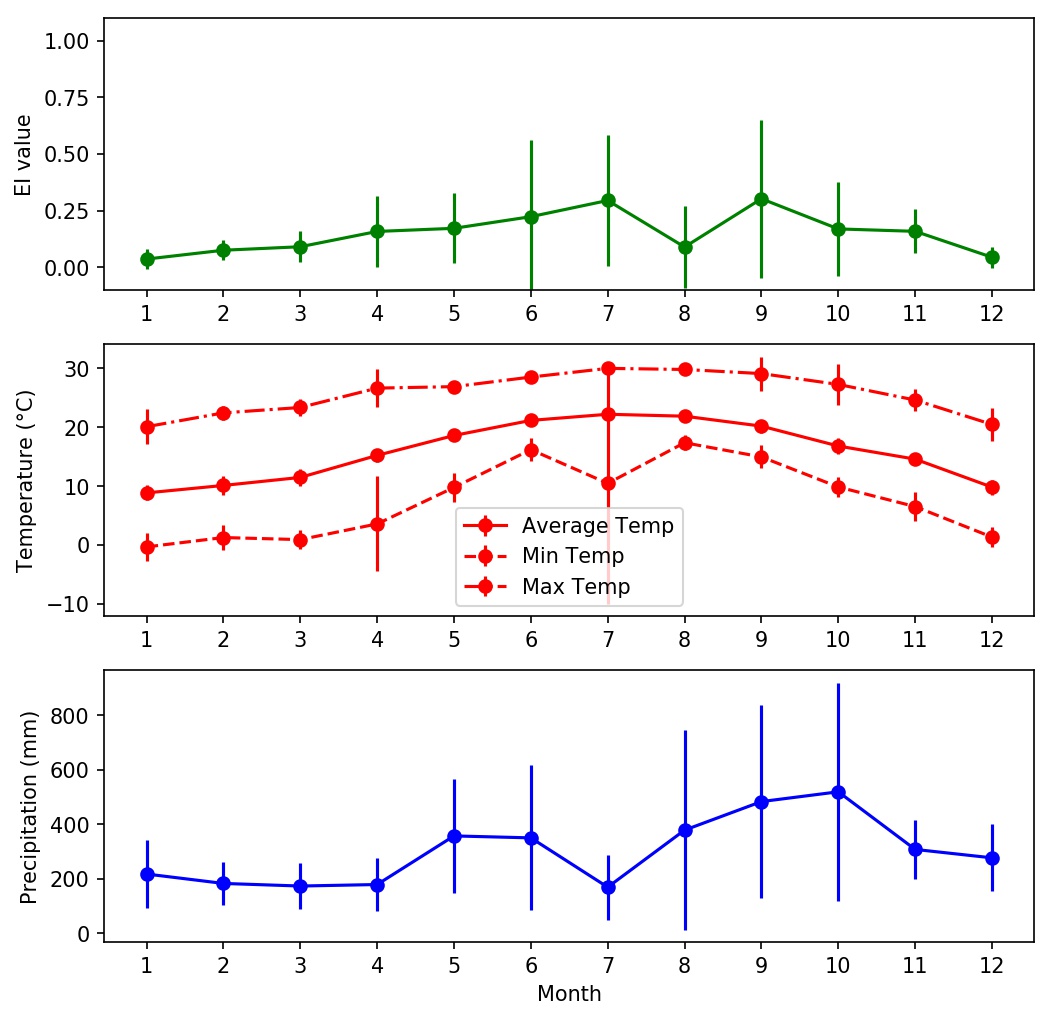 EI value
1.00
0.75
0.50
0.25
0.00
1 2 3 4 5 6 7 8 9 10 11 12
Temperature (°C)
30
20
10
0
−10
Average Temp
Min Temp
Max Temp
1 2 3 4 5 6 7 8 9 10 11 12
Precipitation (mm)
800
600
400
200
0
1 2 3 4 5 6 7 8 9 10 11 12
Month